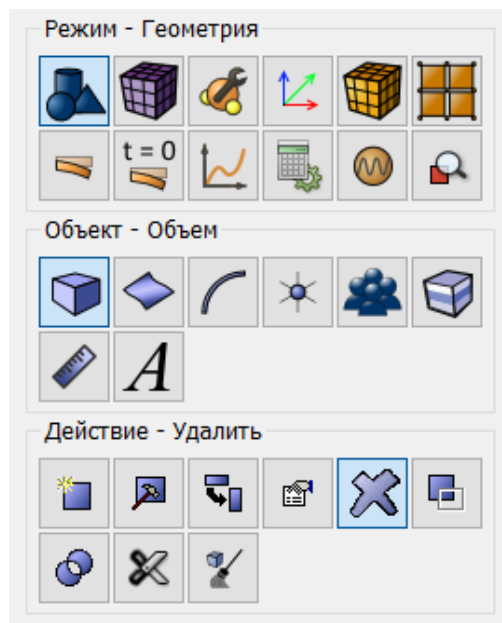 Режим - Геометрия
t = 0
Объект - Объем
A
Действие - Удалить